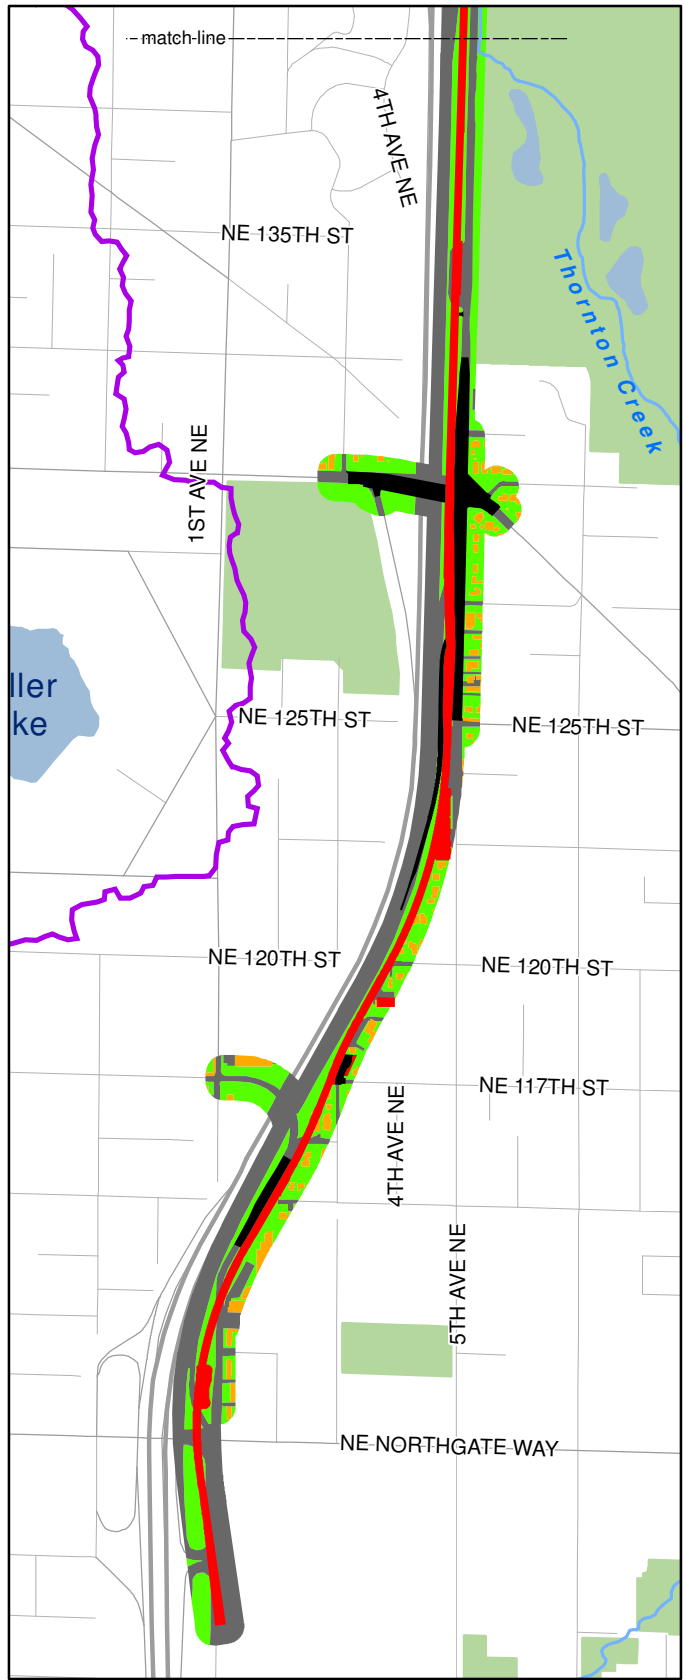 match-line
4TH AVE NE
NE 135TH ST
Thornton Creek
1ST AVE NE
ller
ke
NE 125TH ST
NE 125TH ST
NE 120TH ST
NE 120TH ST
NE 117TH ST
4TH AVE NE
5TH AVE NE
NE NORTHGATE WAY